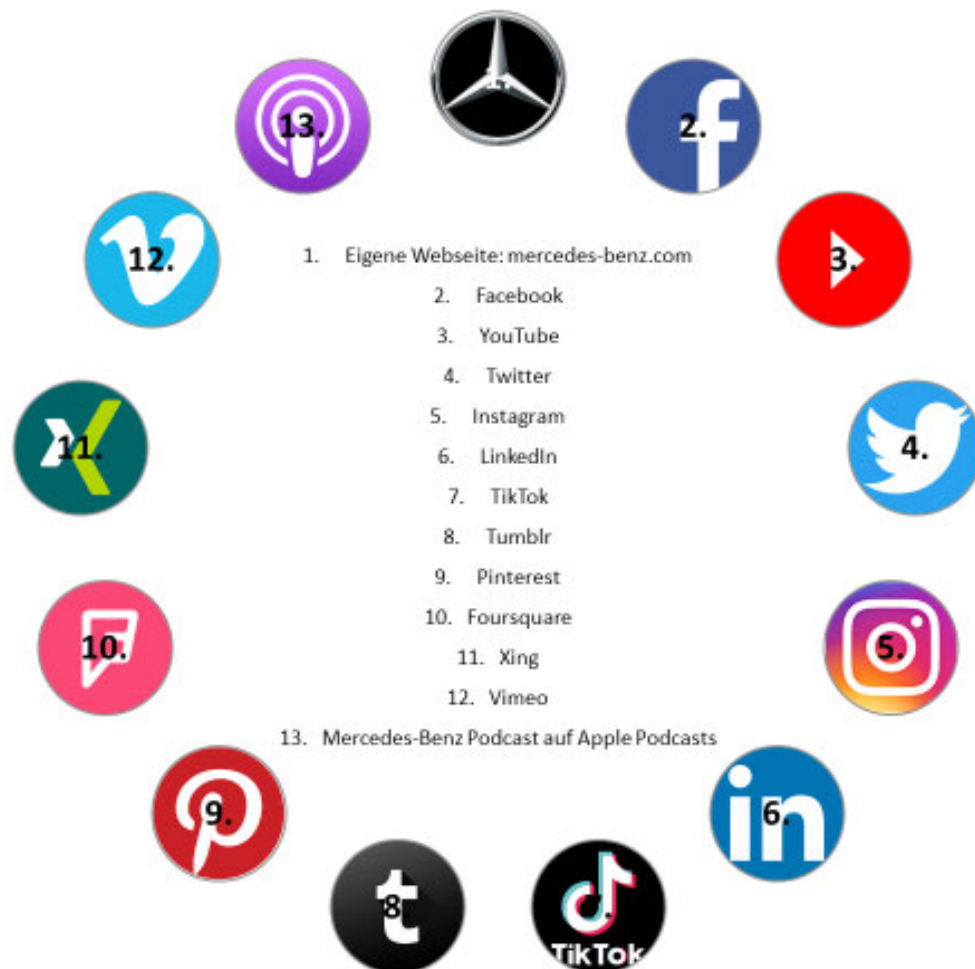 1.
2.
3.
4.
5.
6.
TikTok
8.
9.
10.
11.
12.
13.
1. Eigene Webseite: mercedes-benz.com
2. Facebook
3. YouTube
4. Twitter
5. Instagram
6. LinkedIn
7. TikTok
8. Tumblr
9. Pinterest
10. Foursquare
11. Xing
12. Vimeo
13. Mercedes-Benz Podcast auf Apple Podcasts